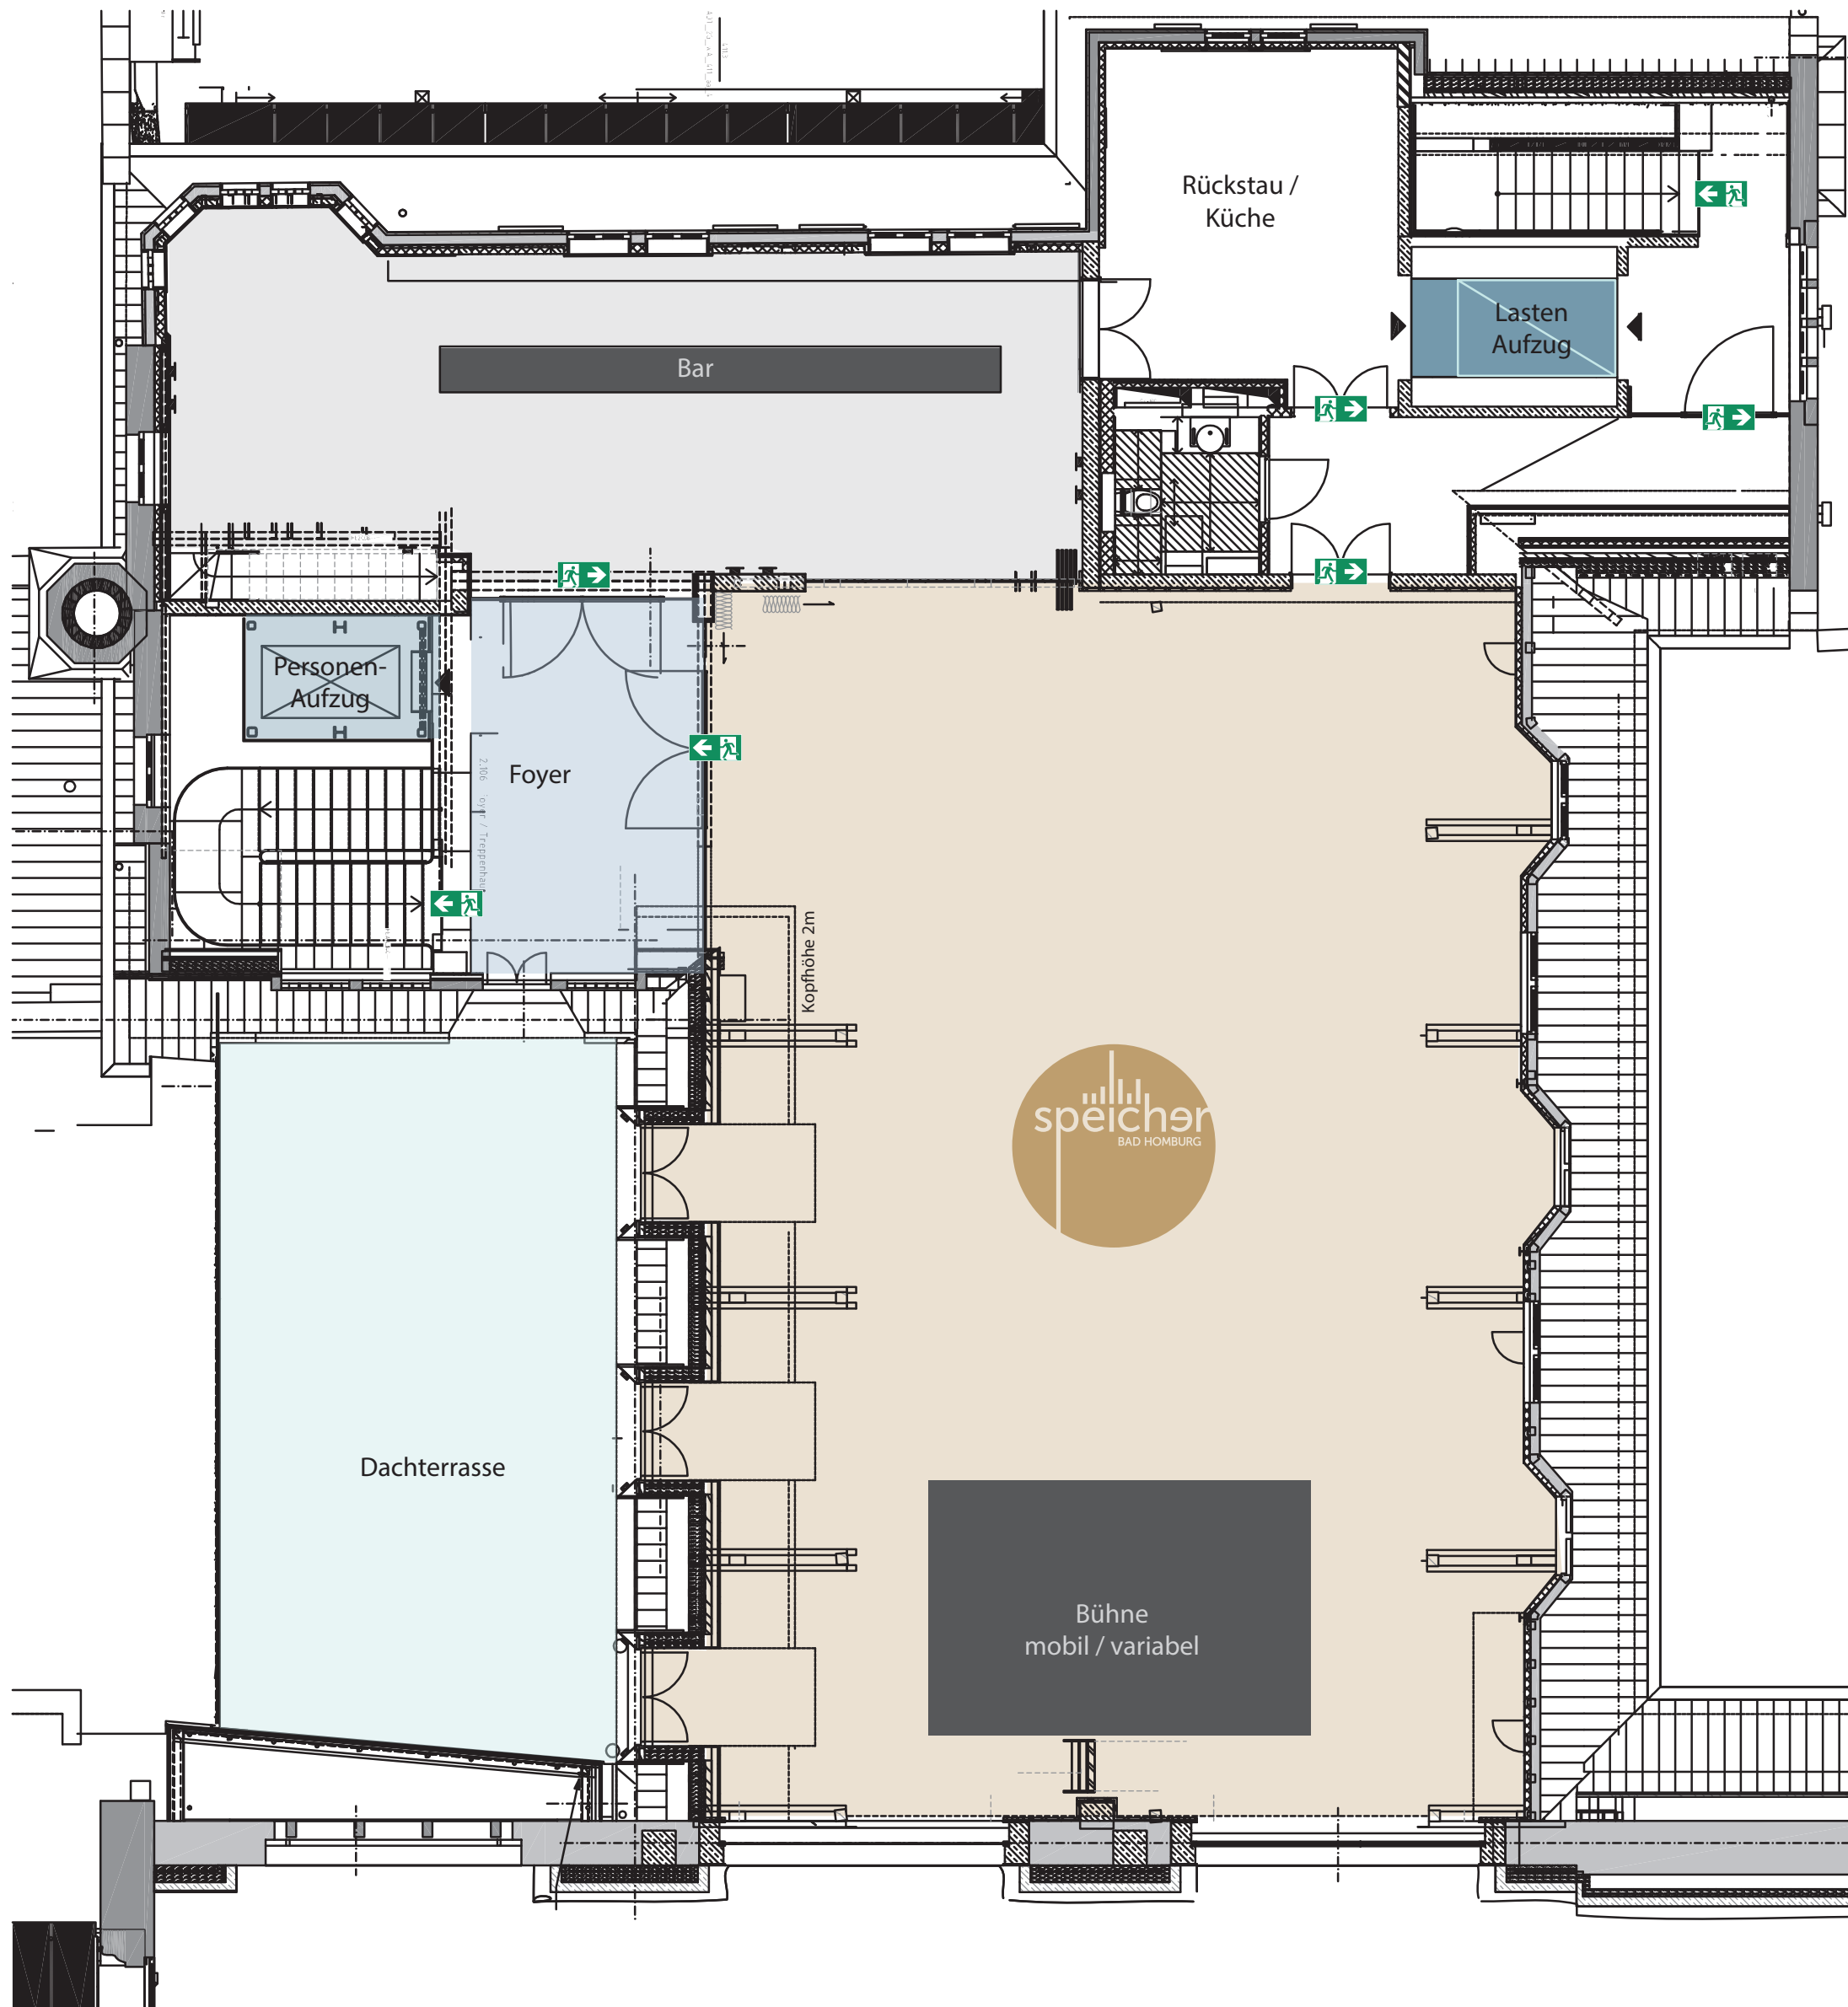 Rückstau /
Küche
Lasten
Aufzug
Bar
Personen-
Aufzug
Foyer
Kopfhöhe 2m
speicher
BAD HOMBURG
Dachterrasse
Bühne
mobil / variabel